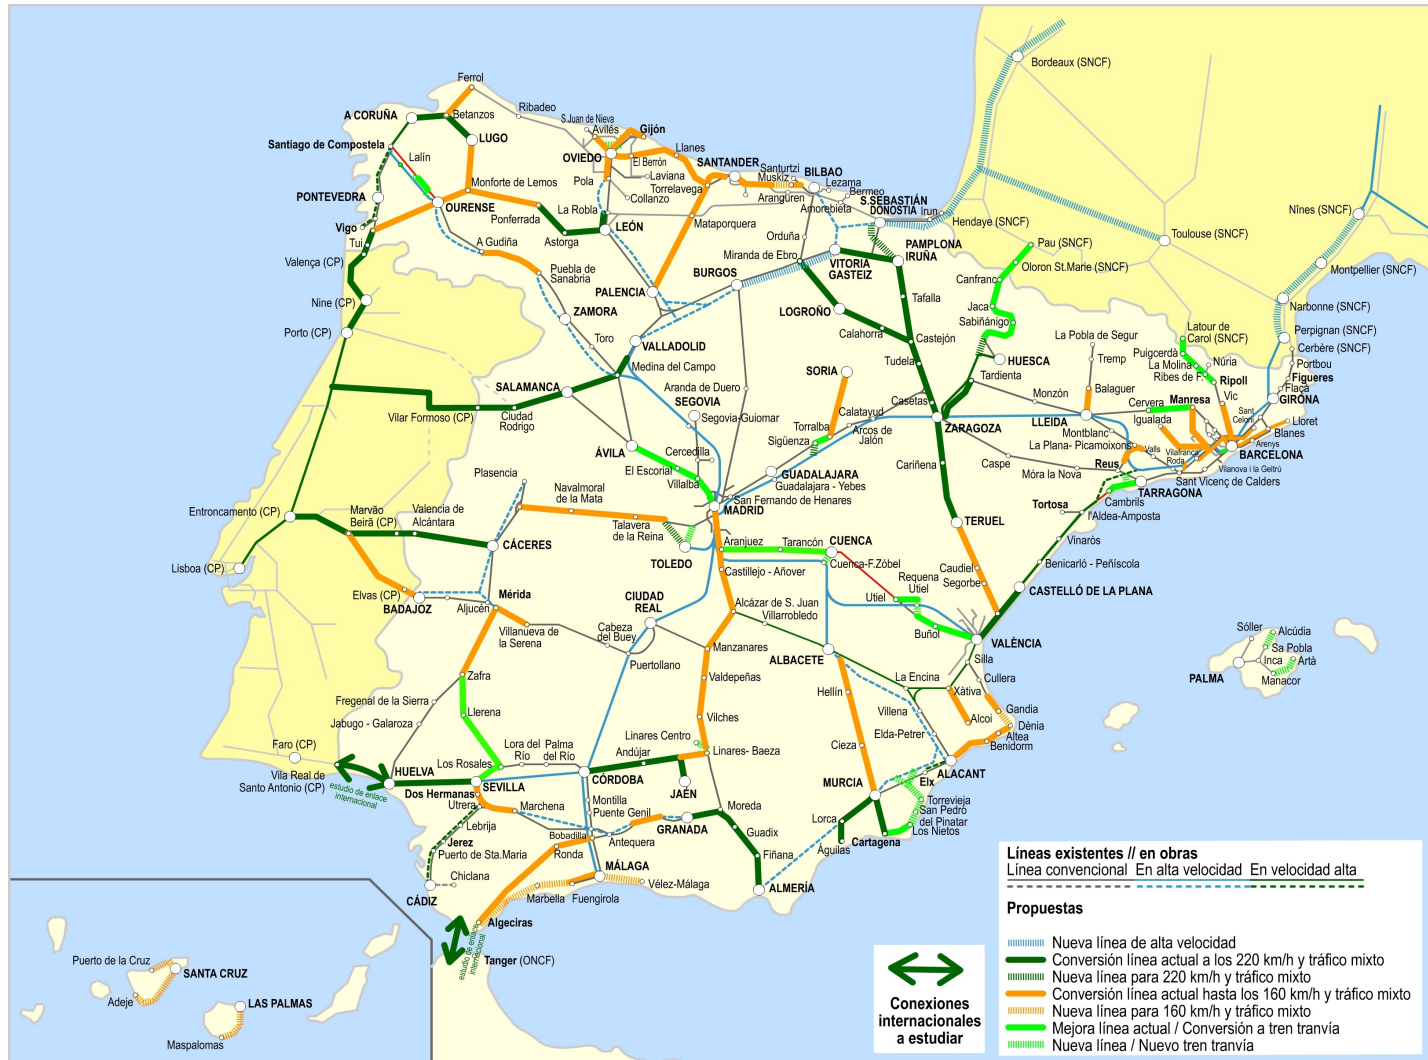 Bordeaux (SNCF)
Ferrol
Ribadeo
A CORUÑA
Betanzos
S.Juan de Nieva
Avilés
Gijón
Santiago de Compostela
LUGO
Lalín
OVIEDO
El Berrón
Llanes
SANTANDER
Santurtzi
Muskiz
BILBAO
Lezama
Bermeo
Laviana
Torrelavega
Pola
Collanzo
Aranguren
Amorebieta
S.SEBASTIÁN
DONOSTIA
Irun
Hendaye (SNCF)
Nînes (SNCF)
Toulouse (SNCF)
Monforte de Lemos
PONTEVEDRA
OURENSE
Ponferrada
La Robla
Mataporquera
Vigo
Tui
Astorga
LEÓN
Orduña
Miranda de Ebro
VITORIA
GASTEIZ
PAMPLONA
IRUÑA
Pau (SNCF)
Oloron St.Marie (SNCF)
Montpellier (SNCF)
Valença (CP)
A Gudiña
Puebla de
Sanabria
BURGOS
Canfranc
Nine (CP)
PALENCIA
Tafalla
Jaca
Narbonne (SNCF)
Porto (CP)
ZAMORA
LOGROÑO
Sabiñánigo
Toro
VALLADOLID
Calahorra
Castejón
La Pobla de Segur
Latour de
Carol (SNCF)
Perpignan (SNCF)
Cerbère (SNCF)
Medina del Campo
Tudela
HUESCA
Tremp
Puigcerdà
Núria
La Molina
Ribes de F.
Portbou
SORIA
Tardienta
Ripoll
Figueres
Flaçà
SALAMANCA
Aranda de Duero
Monzón
Balaguer
Vic
GIRONA
SEGOVIA
Casetas
Cervera
Manresa
Vilar Formoso (CP)
Ciudad
Rodrigo
Segovia-Guiomar
Calatayud
Torralba
Arcos de
Jalón
ZARAGOZA
LLEIDA
Igualada
Sant
Celoni
Lloret
Blanes
Sigüenza
Montblanc
La Plana- Picamoixons
Valls
Vilafranca
Roda
Arenys
BARCELONA
ÁVILA
Cercedilla
El Escorial
Caspe
Reus
Vilanova i la Geltrú
Plasencia
Villalba
GUADALAJARA
Guadalajara - Yebes
Cariñena
Móra la Nova
Sant Vicenç de Calders
TARRAGONA
Navalmoral
de la Mata
San Fernando de Henares
Cambrils
Entroncamento (CP)
Marvão
Beirã (CP)
Valencia de
Alcántara
MADRID
TERUEL
Tortosa
l'Aldea-Amposta
Talavera
de la Reina
Aranjuez
Tarancón
CUENCA
Vinaròs
CÁCERES
TOLEDO
Castillejo - Añover
Cuenca-F.Zóbel
Caudiel
Benicarló - Peñíscola
Lisboa (CP)
Requena
Utiel
Segorbe
CASTELLÓ DE LA PLANA
Elvas (CP)
BADAJOZ
Mérida
Aljucén
CIUDAD
REAL
Alcázar de S. Juan
Villarrobledo
Utiel
Buñol
Villanueva de
la Serena
Cabeza
del Buey
VALÈNCIA
Sóller
Alcúdia
Sa Pobla
Inca
Artà
Manzanares
ALBACETE
Silla
Puertollano
La Encina
Cullera
PALMA
Manacor
Zafra
Valdepeñas
Hellín
Xàtiva
Gandia
Fregenal de la Sierra
Llerena
Villena
Alcoi
Dènia
Jabugo - Galaroza
Vilches
Elda-Petrer
Altea
Benidorm
Faro (CP)
Lora del
Río
Palma
del Río
Linares Centro
Linares- Baeza
Cieza
Vila Real de
Santo Antonio (CP)
Los Rosales
Andújar
ALACANT
HUELVA
SEVILLA
CÓRDOBA
JAÉN
MURCIA
Elx
estudio de enlace
internacional
Dos Hermanas
Utrera
Marchena
Montilla
Puente Genil
Moreda
Torrevieja
San Pedro
del Pinatar
Los Nietos
Lebrija
GRANADA
Guadix
Lorca
Jerez
Bobadilla
Antequera
Águilas
Cartagena
Puerto de Sta.Maria
Ronda
Fiñana
Chiclana
MÁLAGA
Vélez-Málaga
ALMERÍA
CÁDIZ
Marbella
Fuengirola
Algeciras
estudio de enlace
internacional
Tanger (ONCF)
Puerto de la Cruz
SANTA CRUZ
Adeje
LAS PALMAS
Maspalomas
Conexiones
internacionales
a estudiar
Líneas existentes // en obras
Línea convencional En alta velocidad En velocidad alta
Propuestas
Nueva línea de alta velocidad
Conversión línea actual a los 220 km/h y tráfico mixto
Nueva línea para 220 km/h y tráfico mixto
Conversión línea actual hasta los 160 km/h y tráfico mixto
Nueva línea para 160 km/h y tráfico mixto
Mejora línea actual / Conversión a tren tranvía
Nueva línea / Nuevo tren tranvía